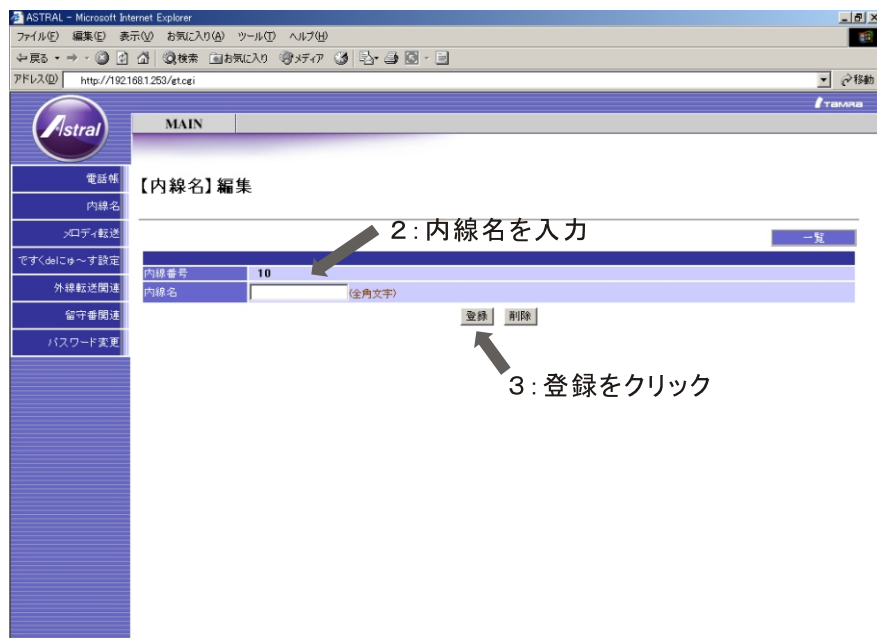 ASTRAL - Microsoft Internet Explorer
ファイル(F) 編集(E) 表示(V) お気に入り(A) ツール(T) ヘルプ(H)
戻る 検索 お気に入り メディア
アドレス(D) http://192.168.1.253/gt.cgi 移動
TAMRA
Astral
MAIN
電話帳
内線名
メロディ転送
ですくdelにゅ～す設定
外線転送関連
留守番関連
パスワード変更
【内線名】編集
2:内線名を入力
一覧
内線番号 10
内線名 (全角文字)
登録 削除
3:登録をクリック